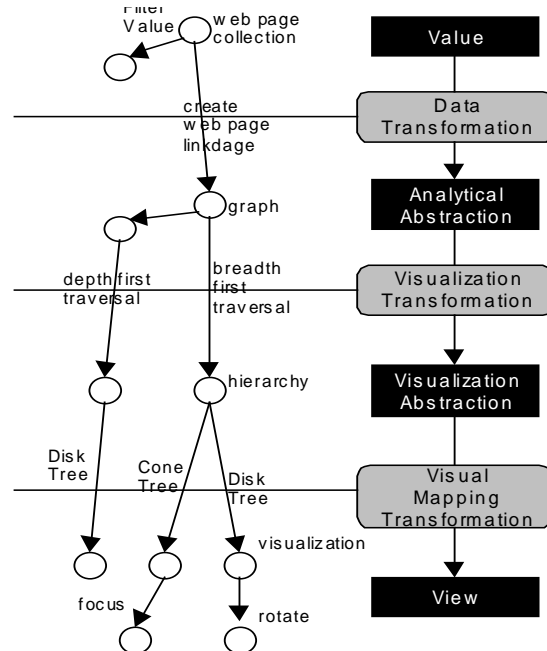 Filter
Value
web page
collection
Value
create
web page
linkdage
Data
Transformation
graph
Analytical
Abstraction
depth first
traversal
breadth
first
traversal
Visualization
Transformation
hierarchy
Visualization
Abstraction
Disk
Tree
Cone
Tree
Disk
Tree
Visual
Mapping
Transformation
visualization
focus
rotate
View